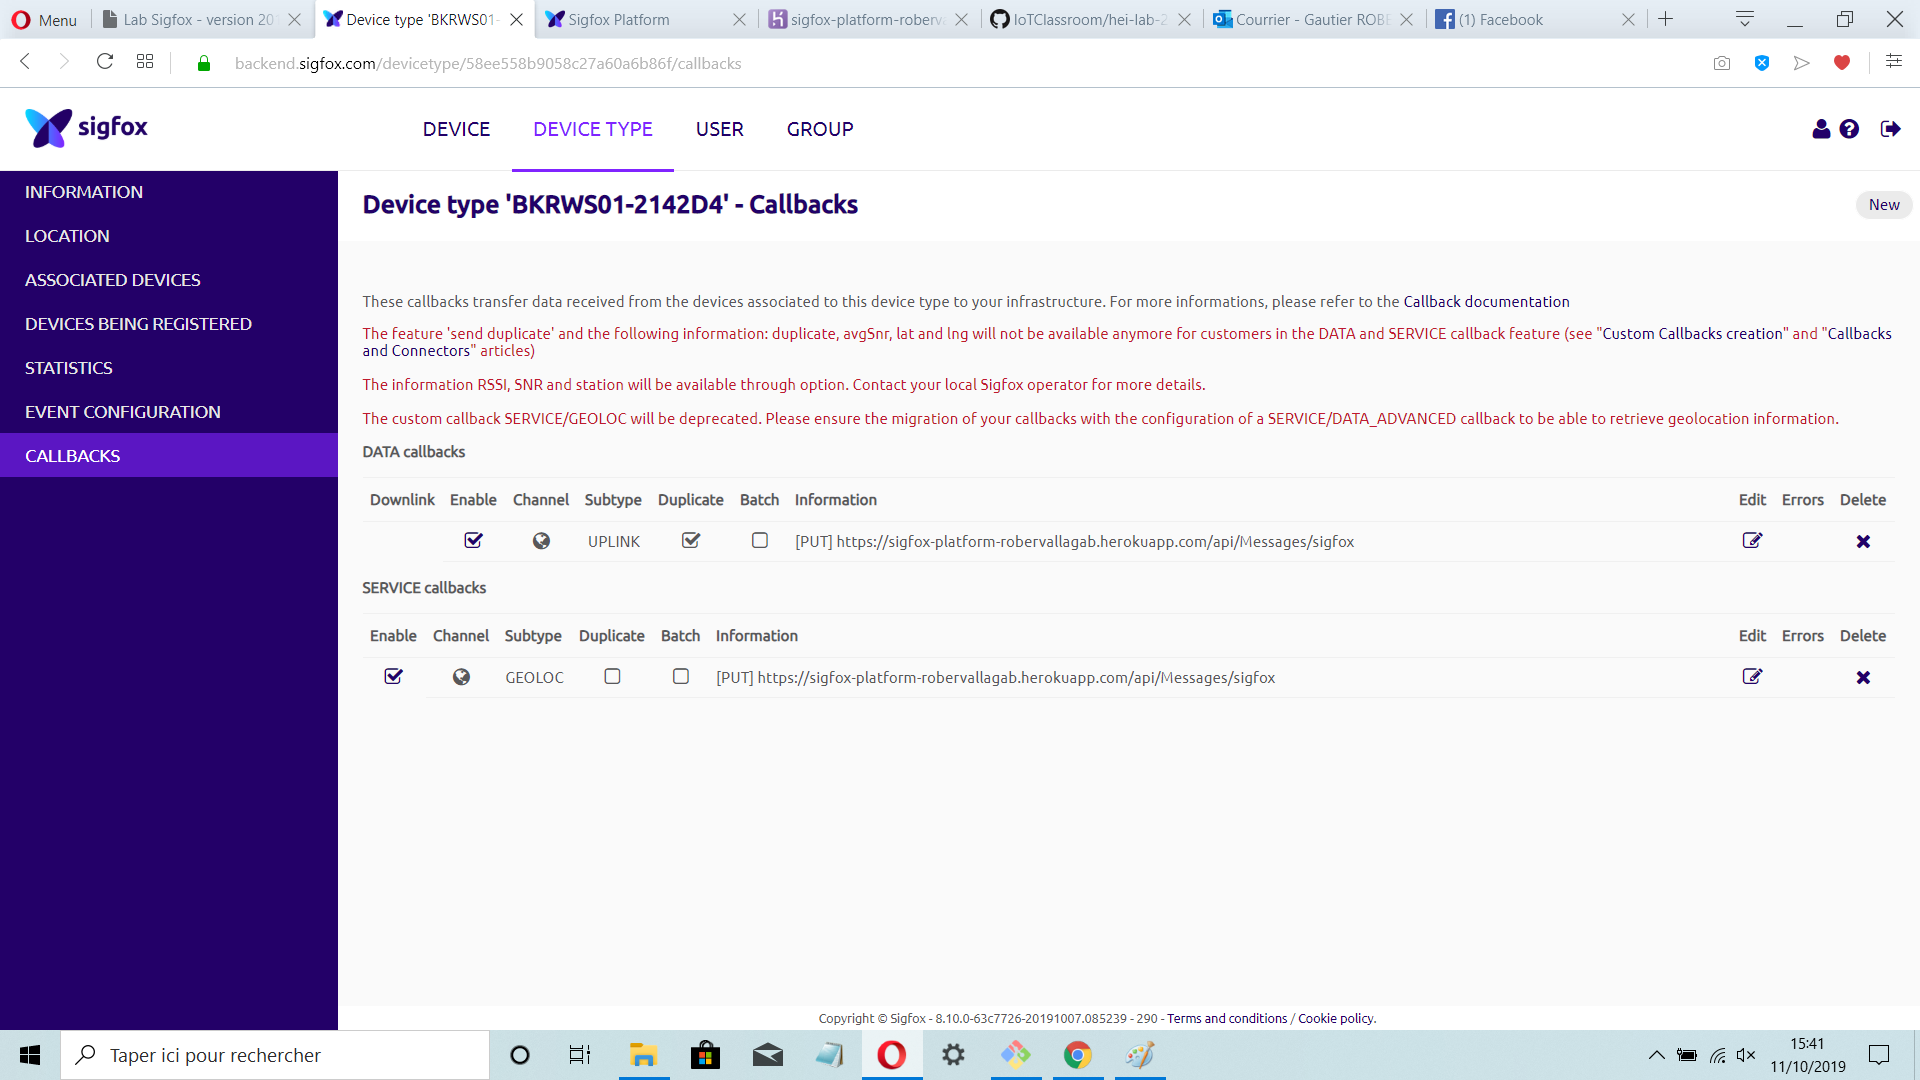 Menu
Lab Sigfox - version 20
Device type 'BKRWS01-
Sigfox Platform
sigfox-platform-roberva
IoTClassroom/hei-lab-2
Courrier - Gautier ROBE
(1) Facebook
backend.sigfox.com/devicetype/58ee558b9058c27a60a6b86f/callbacks
sigfox
DEVICE
DEVICE TYPE
USER
GROUP
INFORMATION
LOCATION
ASSOCIATED DEVICES
DEVICES BEING REGISTERED
STATISTICS
EVENT CONFIGURATION
CALLBACKS
Device type 'BKRWS01-2142D4' - Callbacks
New
These callbacks transfer data received from the devices associated to this device type to your infrastructure. For more informations, please refer to the Callback documentation
The feature 'send duplicate' and the following information: duplicate, avgSnr, lat and lng will not be available anymore for customers in the DATA and SERVICE callback feature (see "Custom Callbacks creation" and "Callbacks
and Connectors" articles)
The information RSSI, SNR and station will be available through option. Contact your local Sigfox operator for more details.
The custom callback SERVICE/GEOLOC will be deprecated. Please ensure the migration of your callbacks with the configuration of a SERVICE/DATA_ADVANCED callback to be able to retrieve geolocation information.
DATA callbacks
Downlink Enable Channel Subtype Duplicate Batch Information Edit Errors Delete
UPLINK [PUT] https://sigfox-platform-robervallagab.herokuapp.com/api/Messages/sigfox
SERVICE callbacks
Enable Channel Subtype Duplicate Batch Information Edit Errors Delete
GEOLOC [PUT] https://sigfox-platform-robervallagab.herokuapp.com/api/Messages/sigfox
Copyright © Sigfox - 8.10.0-63c7726-20191007.085239 - 290 - Terms and conditions / Cookie policy.
Taper ici pour rechercher
15:41
11/10/2019